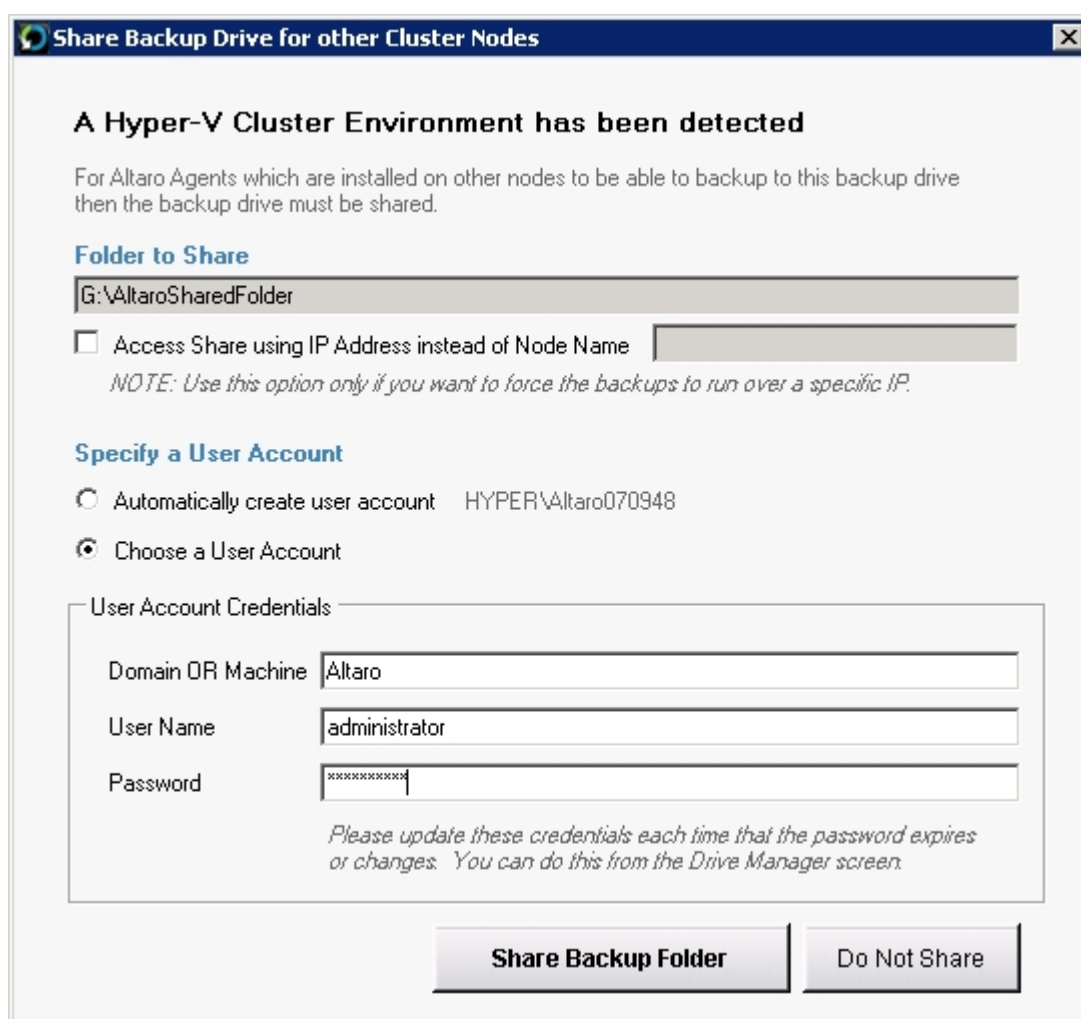 Share Backup Drive for other Cluster Nodes
A Hyper-V Cluster Environment has been detected
For Altaro Agents which are installed on other nodes to be able to backup to this backup drive
then the backup drive must be shared.
Folder to Share
G:\AltaroSharedFolder
Access Share using IP Address instead of Node Name
NOTE: Use this option only if you want to force the backups to run over a specific IP.
Specify a User Account
Automatically create user account HYPER\Altaro070948
Choose a User Account
User Account Credentials
Domain OR Machine Altaro
User Name administrator
Password **********
Please update these credentials each time that the password expires
or changes. You can do this from the Drive Manager screen.
Share Backup Folder Do Not Share